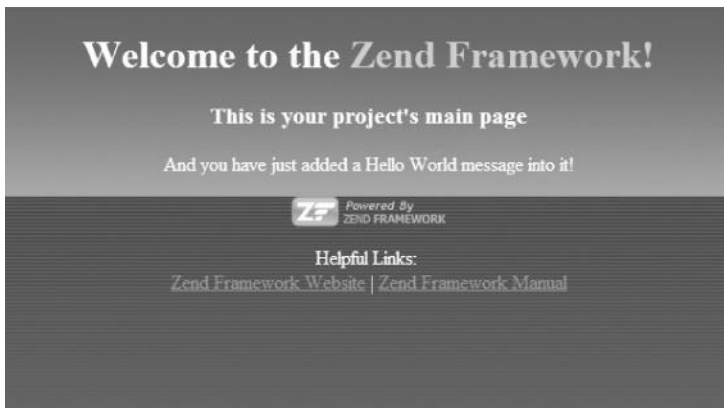 Welcome to the Zend Framework!
This is your project's main page
And you have just added a Hello World message into it!
ZF Powered By
ZEND FRAMEWORK
Helpful Links:
Zend Framework Website | Zend Framework Manual